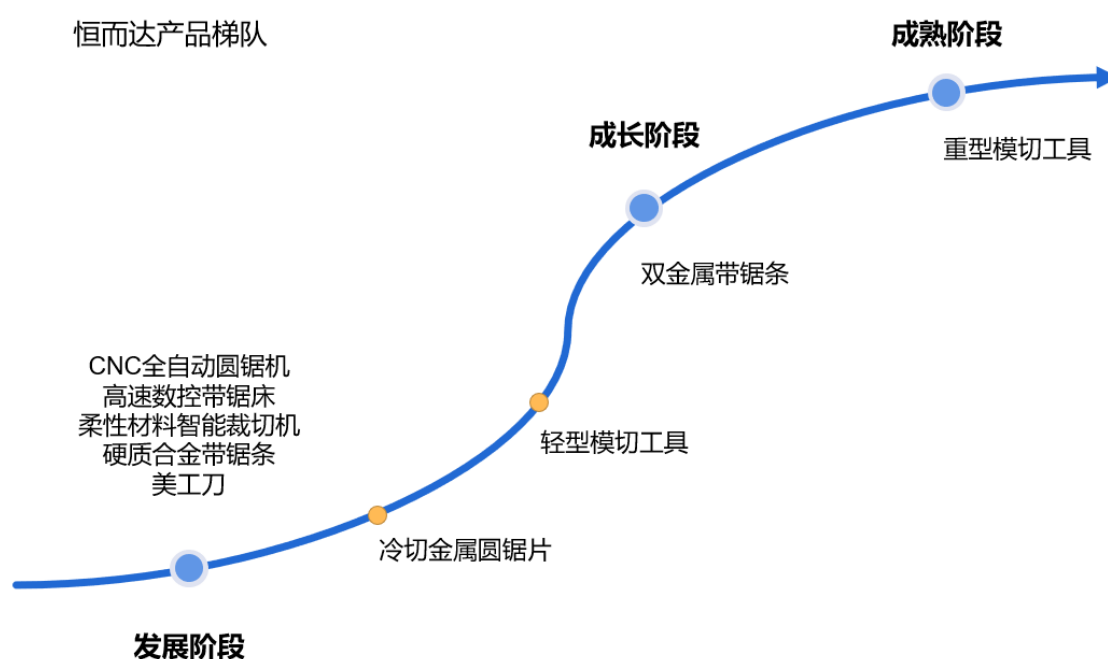 恒而达产品梯队
成熟阶段
成长阶段
重型模切工具
双金属带锯条
CNC全自动圆锯机
高速数控带锯床
柔性材料智能裁切机
硬质合金带锯条
美工刀
轻型模切工具
冷切金属圆锯片
发展阶段